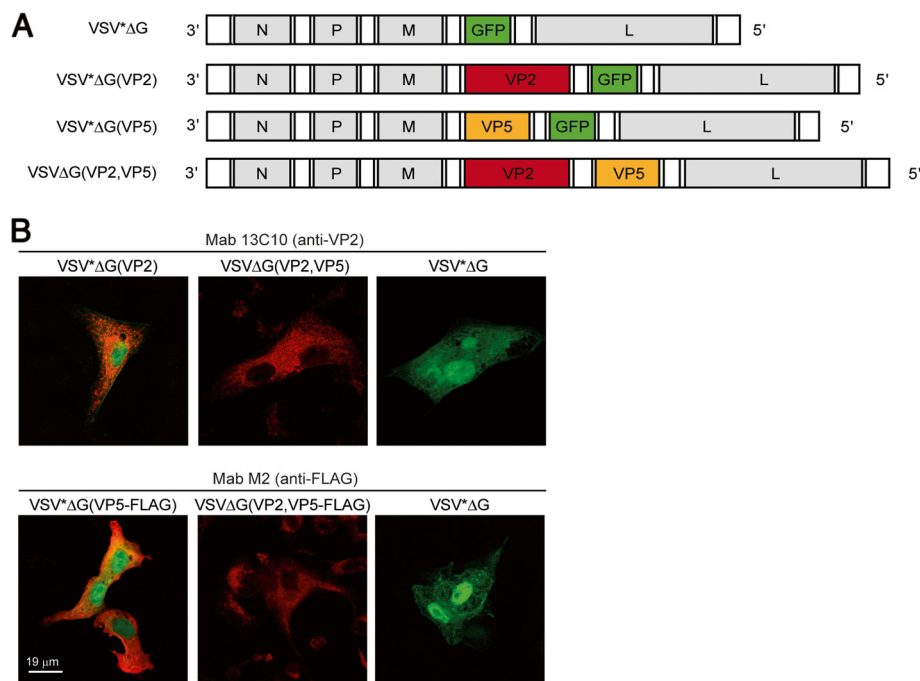 A
VSV*ΔG 3' N P M GFP L 5'
VSV*ΔG(VP2) 3' N P M VP2 GFP L 5'
VSV*ΔG(VP5) 3' N P M VP5 GFP L 5'
VSVΔG(VP2,VP5) 3' N P M VP2 VP5 L 5'
B
Mab 13C10 (anti-VP2)
VSV*ΔG(VP2) VSVΔG(VP2,VP5) VSV*ΔG
Mab M2 (anti-FLAG)
VSV*ΔG(VP5-FLAG) VSVΔG(VP2,VP5-FLAG) VSV*ΔG
19 μm